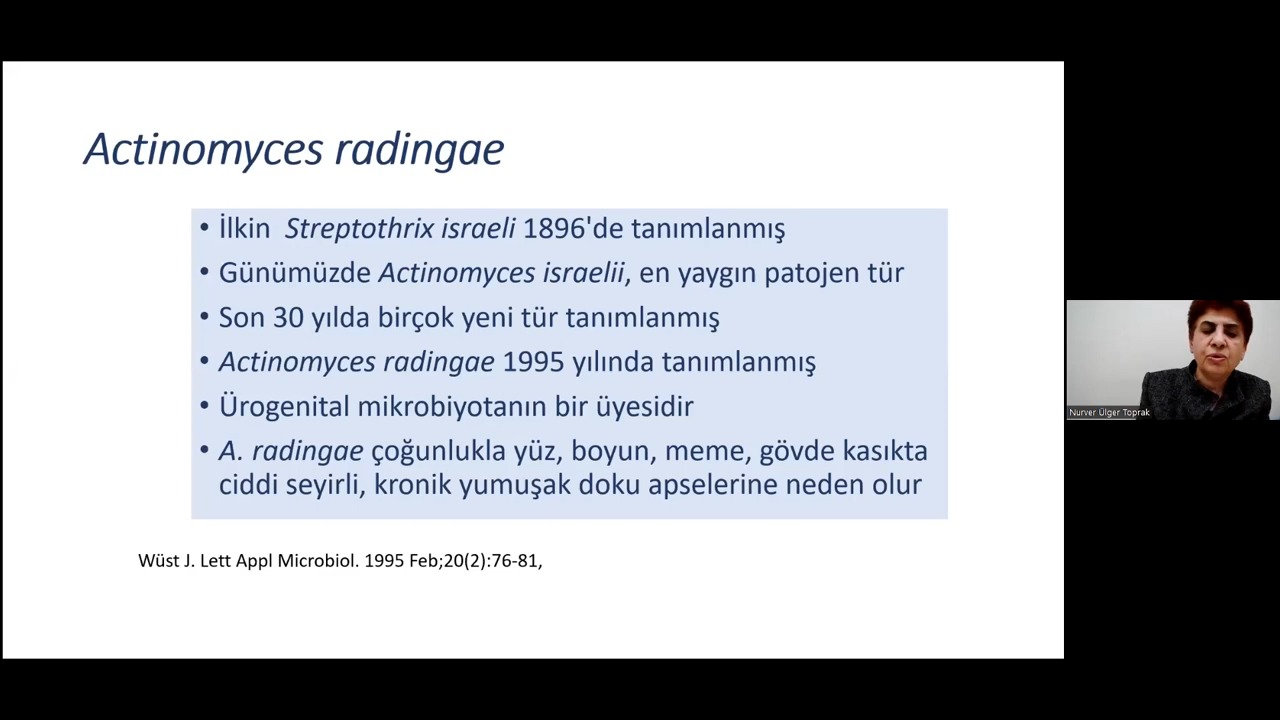 Actinomyces radingae
• İlkin Streptothrix israeli 1896'de tanımlanmış
• Günümüzde Actinomyces israelii, en yaygın patojen tür
• Son 30 yılda birçok yeni tür tanımlanmış
• Actinomyces radingae 1995 yılında tanımlanmış
• Ürogenital mikrobiyotanın bir üyesidir
• A. radingae çoğunlukla yüz, boyun, meme, gövde kasıkta
ciddi seyirli, kronik yumuşak doku apselerine neden olur
Wüst J. Lett Appl Microbiol. 1995 Feb;20(2):76-81,
Nurver Ülger Toprak